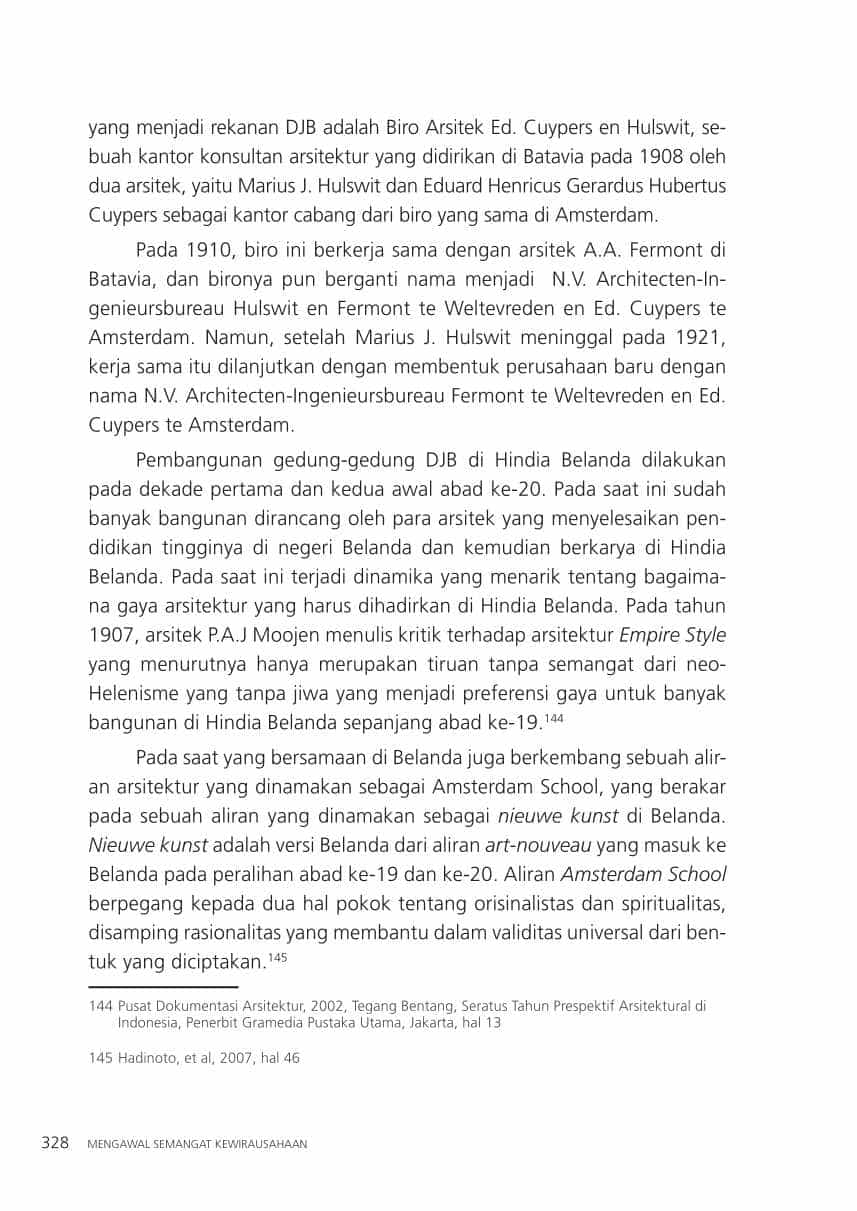 yang menjadi rekanan DJB adalah Biro Arsitek Ed. Cuypers en Hulswit, se-
buah kantor konsultan arsitektur yang didirikan di Batavia pada 1908 oleh
dua arsitek, yaitu Marius J. Hulswit dan Eduard Henricus Gerardus Hubertus
Cuypers sebagai kantor cabang dari biro yang sama di Amsterdam.
Pada 1910, biro ini berkerja sama dengan arsitek A.A. Fermont di
Batavia, dan bironya pun berganti nama menjadi N.V. Architecten-In-
genieursbureau Hulswit en Fermont te Weltevreden en Ed. Cuypers te
Amsterdam. Namun, setelah Marius J. Hulswit meninggal pada 1921,
kerja sama itu dilanjutkan dengan membentuk perusahaan baru dengan
nama N.V. Architecten-Ingenieursbureau Fermont te Weltevreden en Ed.
Cuypers te Amsterdam.
Pembangunan gedung-gedung DJB di Hindia Belanda dilakukan
pada dekade pertama dan kedua awal abad ke-20. Pada saat ini sudah
banyak bangunan dirancang oleh para arsitek yang menyelesaikan pen-
didikan tingginya di negeri Belanda dan kemudian berkarya di Hindia
Belanda. Pada saat ini terjadi dinamika yang menarik tentang bagaima-
na gaya arsitektur yang harus dihadirkan di Hindia Belanda. Pada tahun
1907, arsitek P.A.J Moojen menulis kritik terhadap arsitektur Empire Style
yang menurutnya hanya merupakan tiruan tanpa semangat dari neo-
Helenisme yang tanpa jiwa yang menjadi preferensi gaya untuk banyak
bangunan di Hindia Belanda sepanjang abad ke-19.144
Pada saat yang bersamaan di Belanda juga berkembang sebuah alir-
an arsitektur yang dinamakan sebagai Amsterdam School, yang berakar
pada sebuah aliran yang dinamakan sebagai nieuwe kunst di Belanda.
Nieuwe kunst adalah versi Belanda dari aliran art-nouveau yang masuk ke
Belanda pada peralihan abad ke-19 dan ke-20. Aliran Amsterdam School
berpegang kepada dua hal pokok tentang orisinalistas dan spiritualitas,
disamping rasionalitas yang membantu dalam validitas universal dari ben-
tuk yang diciptakan.145
144 Pusat Dokumentasi Arsitektur, 2002, Tegang Bentang, Seratus Tahun Prespektif Arsitektural di
Indonesia, Penerbit Gramedia Pustaka Utama, Jakarta, hal 13
145 Hadinoto, et al, 2007, hal 46
328 MENGAWAL SEMANGAT KEWIRAUSAHAAN